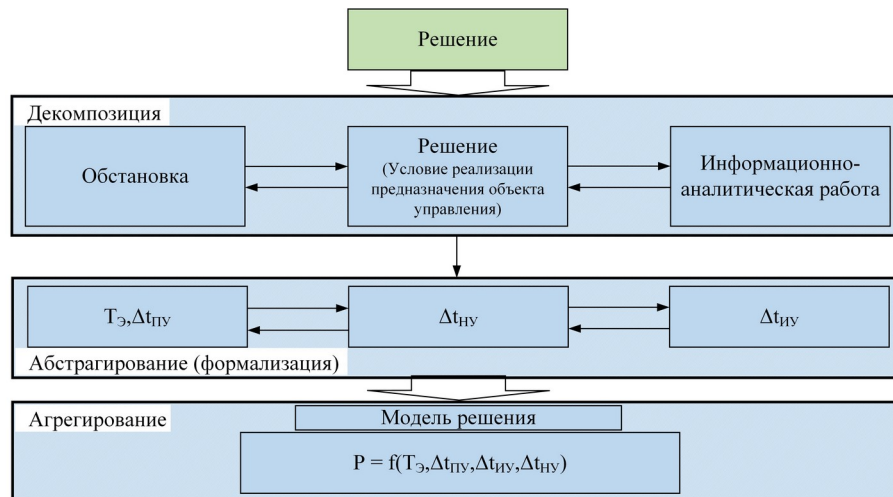 Решение
Декомпозиция
Обстановка
Решение
(Условие реализации
предназначения объекта
управления)
Информационно-
аналитическая работа
TЭ,ΔtПУ
ΔtНУ
ΔtИУ
Абстрагирование (формализация)
Агрегирование
Модель решения
P = f(TЭ,ΔtПУ,ΔtИУ,ΔtНУ)